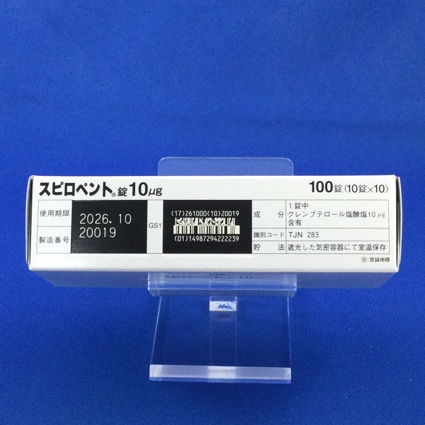 スピロペント®錠10μg 100錠(10錠×10)
使用期限 2026.10
製造番号 20019
GS1
(17)261000(10)20019
(01)14987294222239
成分 1錠中
クレンブテロール塩酸塩10μg
含有
識別コード TJN 283
貯法 遮光した気密容器にて室温保存
®:登録商標